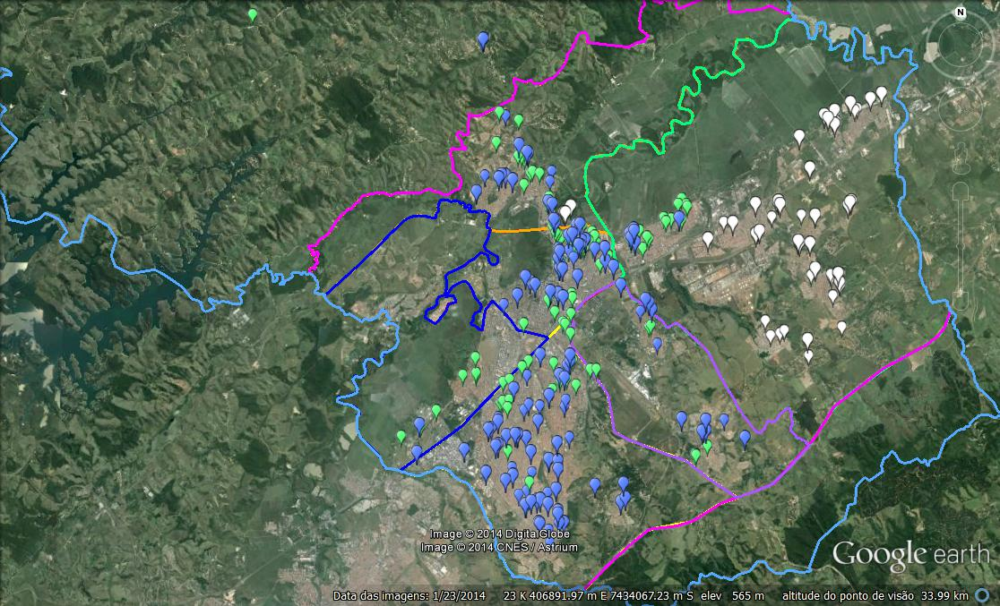 N
Image © 2014 DigitalGlobe
Image © 2014 CNES / Astrium
Google earth
Data das imagens: 1/23/2014 23 K 406891.97 m E 7434067.23 m S elev 565 m altitude do ponto de visão 33.99 km